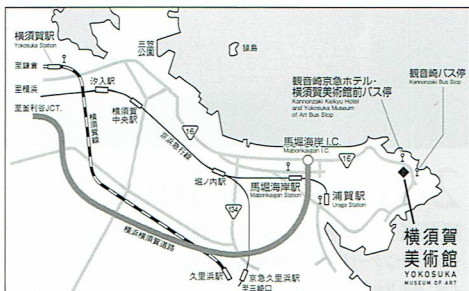 横須賀駅
Yokosuka Station
至鎌倉
至横浜
至釜利谷JCT.
三笠公園
猿島
汐入駅
横須賀中央駅
16
横須賀線
京浜急行線
堀ノ内駅
134
横浜横須賀道路
久里浜駅
京急久里浜駅
至三崎口
馬堀海岸I.C.
Maborikaigan I.C.
16
馬堀海岸駅
Maborikaigan Station
浦賀駅
Uraga Station
観音崎京急ホテル・
横須賀美術館前バス停
Kannonzaki Keikyu Hotel
and Yokosuka Museum
of Art Bus Stop
観音崎バス停
Kannonzaki Bus Stop
横須賀
美術館
YOKOSUKA
MUSEUM OF ART